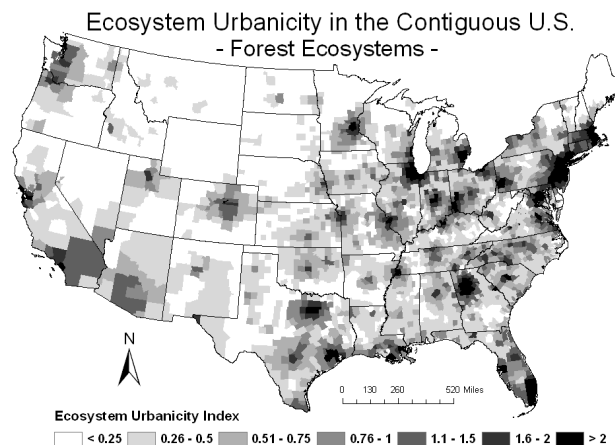 Ecosystem Urbanicity in the Contiguous U.S.
- Forest Ecosystems -
N
0 130 260 520 Miles
Ecosystem Urbanicity Index
< 0.25 0.26 - 0.5 0.51 - 0.75 0.76 - 1 1.1 - 1.5 1.6 - 2 > 2